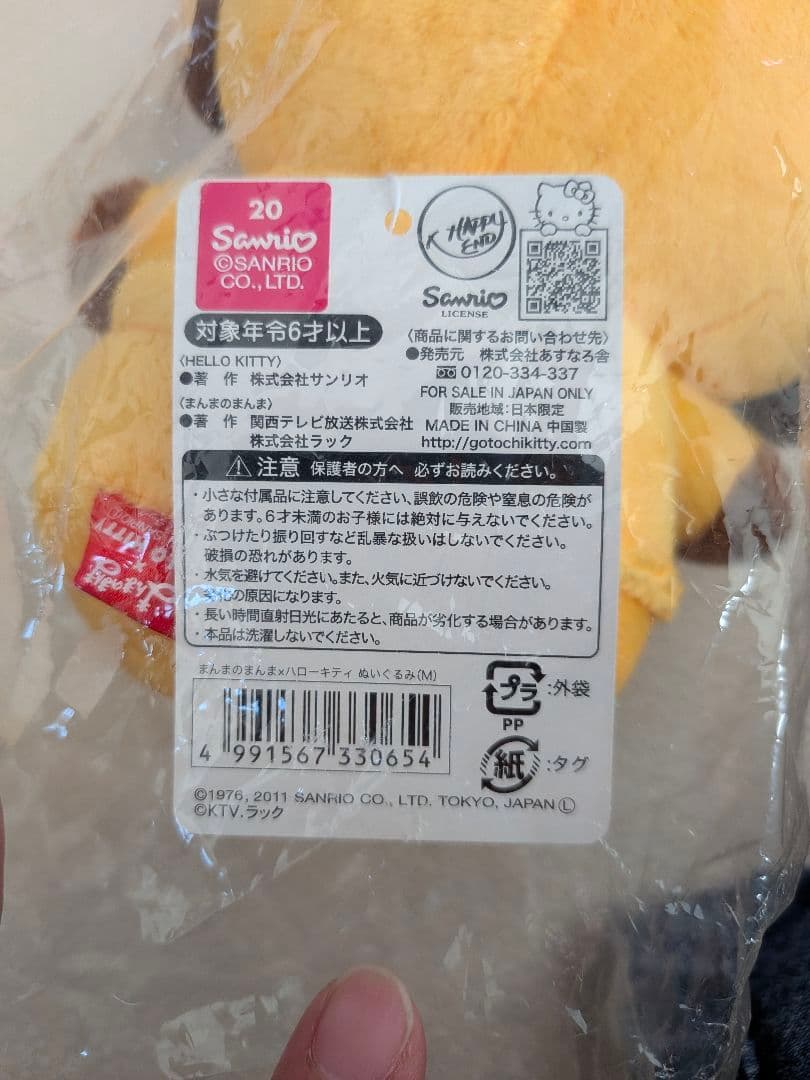 20
Sanrio
©SANRIO
CO., LTD.
K HAPPY
END
Sanrio
LICENSE
対象年令6才以上
〈HELLO KITTY〉
●著 作 株式会社サンリオ
〈まんまのまんま〉
●著 作 関西テレビ放送株式会社
株式会社ラック
〈商品に関するお問い合わせ先〉
●発売元 株式会社あすなろ舎
0120-334-337
FOR SALE IN JAPAN ONLY
販売地域:日本限定
MADE IN CHINA 中国製
http://gotochikitty.com
注意 保護者の方へ 必ずお読みください。
・小さな付属品に注意してください、誤飲の危険や窒息の危険が
あります。6才未満のお子様には絶対に与えないでください。
・ぶつけたり振り回すなど乱暴な扱いはしないでください。
破損の恐れがあります。
・水気を避けてください。また、火気に近づけないでください。
劣化の原因になります。
・長い時間直射日光にあたると、商品が劣化する場合があります。
・本品は洗濯しないでください。
まんまのまんま×ハローキティ ぬいぐるみ(M)
4 991567 330654
プラ :外袋
PP
紙 :タグ
©1976, 2011 SANRIO CO., LTD. TOKYO, JAPAN Ⓛ
©KTV.ラック